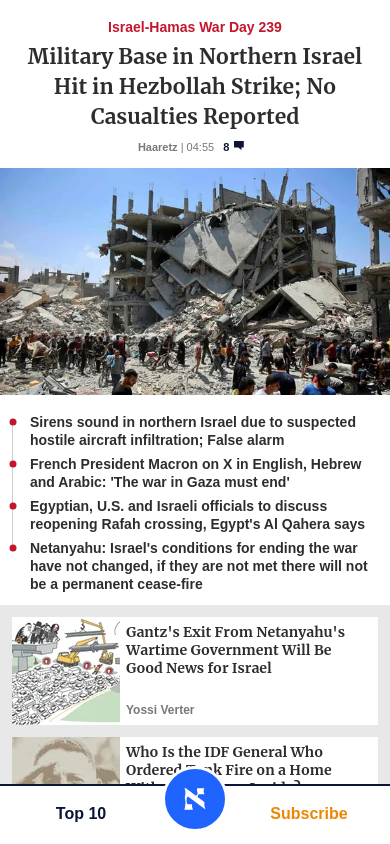 Israel-Hamas War Day 239
Military Base in Northern Israel
Hit in Hezbollah Strike; No
Casualties Reported
Haaretz | 04:55 8
Sirens sound in northern Israel due to suspected
hostile aircraft infiltration; False alarm
French President Macron on X in English, Hebrew
and Arabic: 'The war in Gaza must end'
Egyptian, U.S. and Israeli officials to discuss
reopening Rafah crossing, Egypt's Al Qahera says
Netanyahu: Israel's conditions for ending the war
have not changed, if they are not met there will not
be a permanent cease-fire
Gantz's Exit From Netanyahu's
Wartime Government Will Be
Good News for Israel
Yossi Verter
Who Is the IDF General Who
Ordered Tank Fire on a Home
Top 10
Subscribe